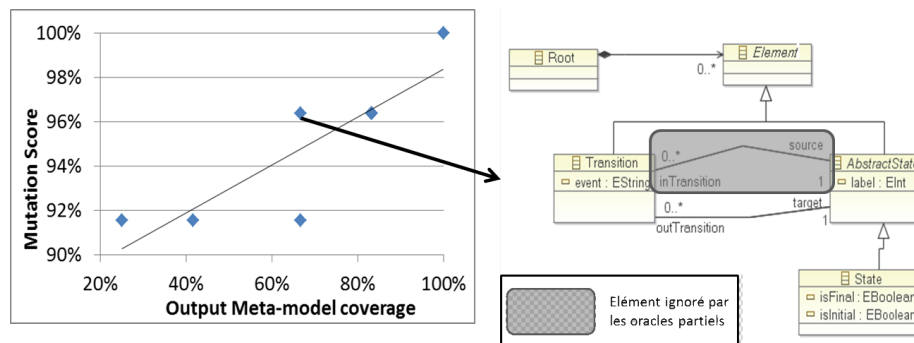 100%
98%
96%
94%
92%
90%
Mutation Score
20%
40%
60%
80%
100%
Output Meta-model coverage
Root
Element
0..*
Transition
event : EString
0..*
inTransition
source
1
AbstractState
label : EInt
0..*
outTransition
target
1
State
isFinal : EBoolean
isInitial : EBoolean
Elément ignoré par
les oracles partiels